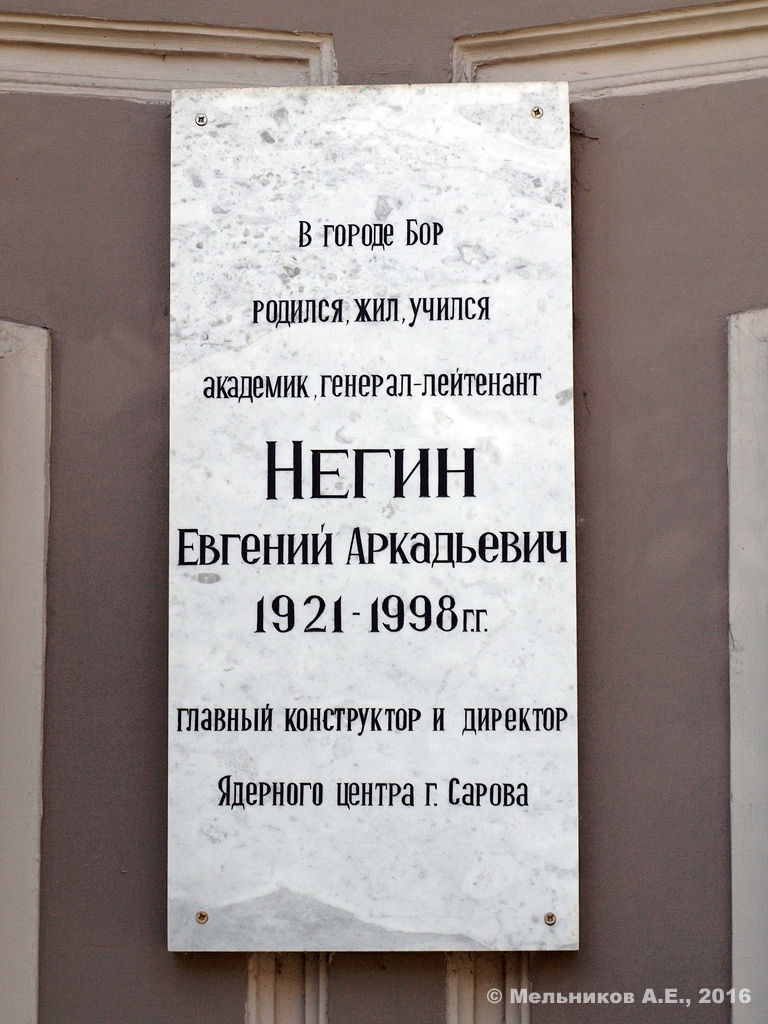 В городе Бор
родился, жил, учился
академик, генерал-лейтенант
Негин
Евгений Аркадьевич
1921-1998 г.г.
главный конструктор и директор
Ядерного центра г. Сарова
© Мельников А.Е., 2016